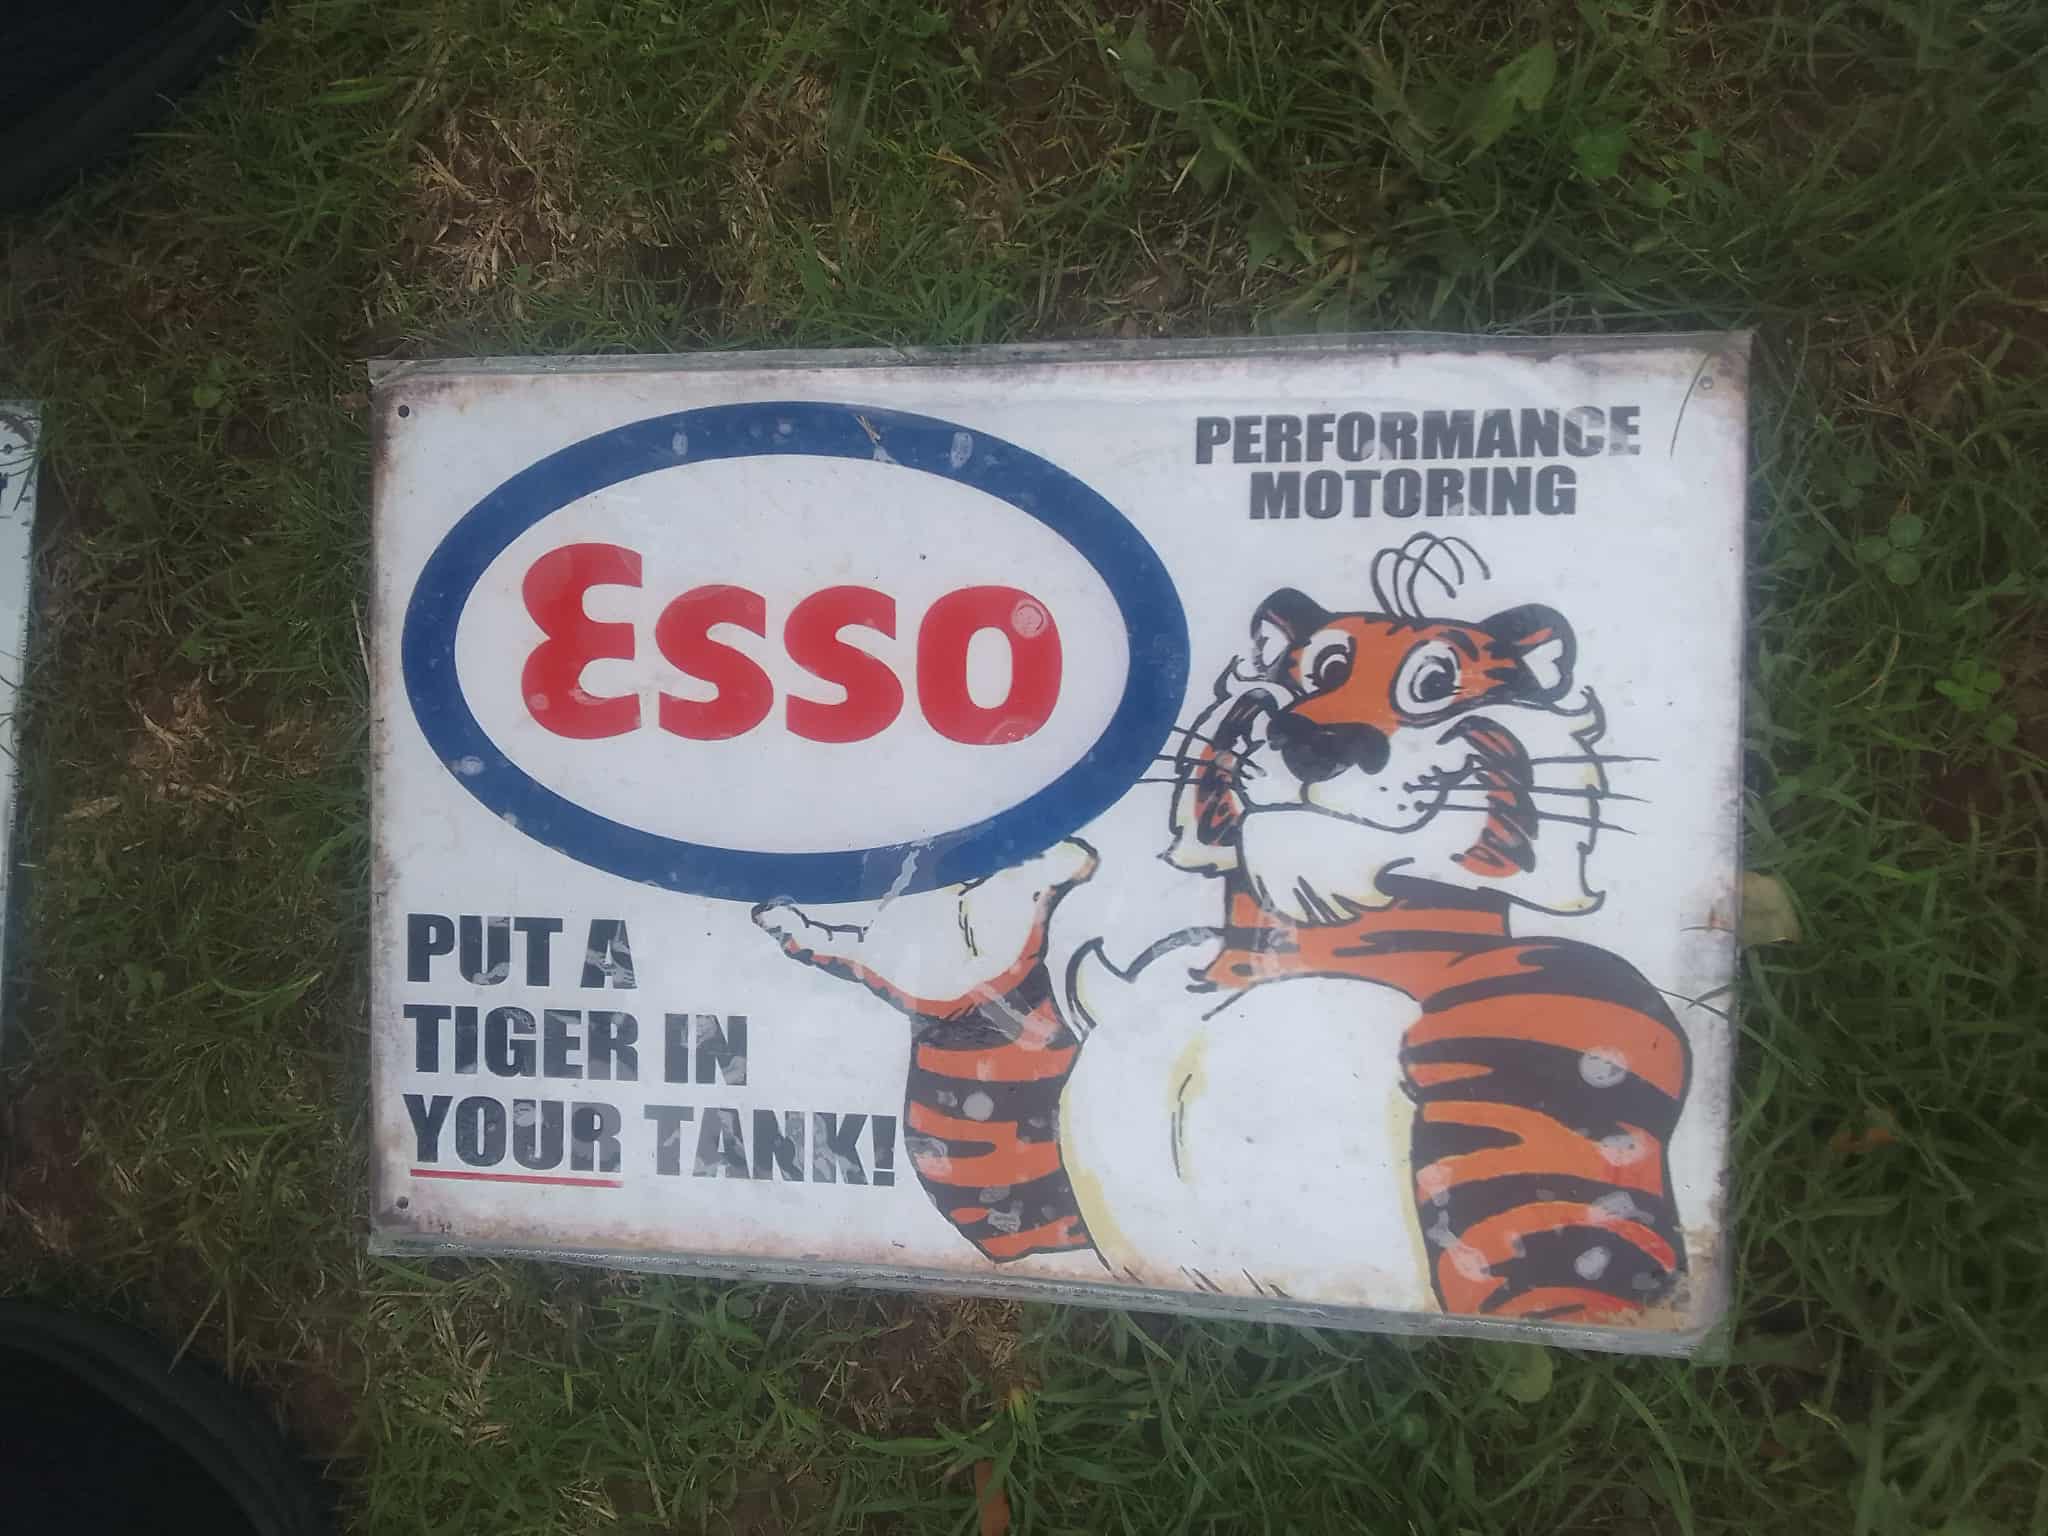 PERFORMANCE
MOTORING
Esso
PUT A
TIGER IN
YOUR TANK!